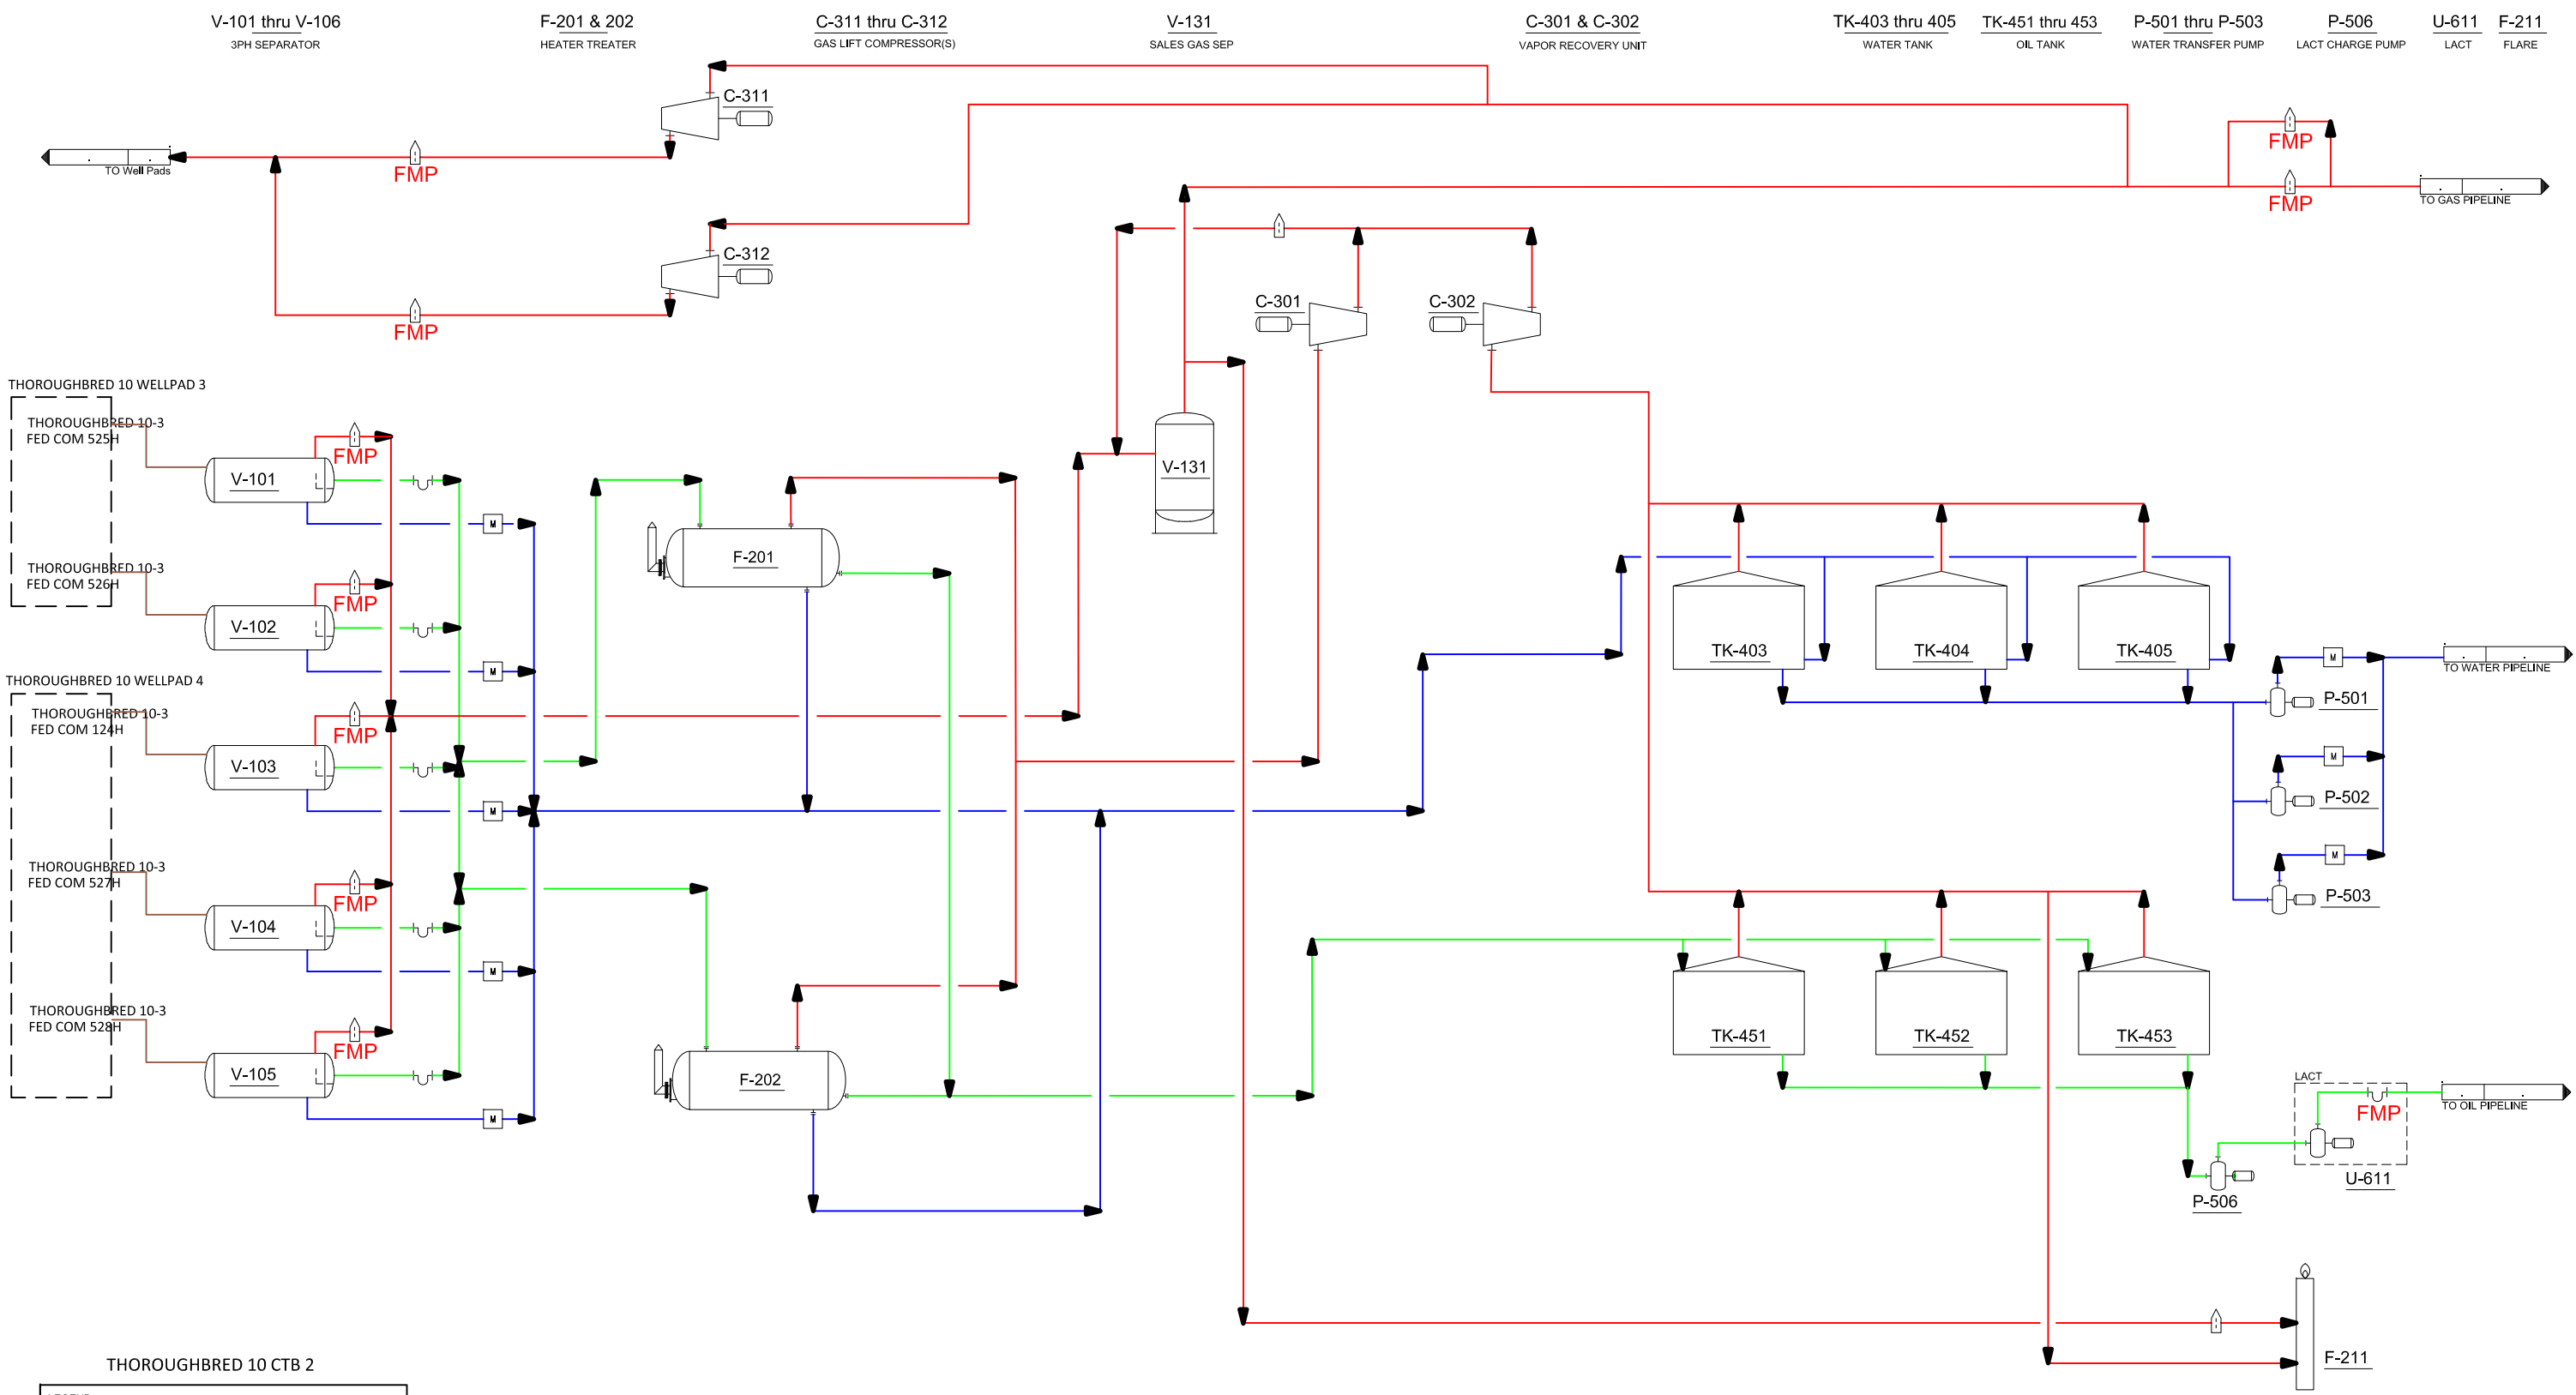 V-101 thru V-106
3PH SEPARATOR
F-201 & 202
HEATER TREATER
C-311 thru C-312
GAS LIFT COMPRESSOR(S)
V-131
SALES GAS SEP
C-301 & C-302
VAPOR RECOVERY UNIT
TK-403 thru 405
WATER TANK
TK-451 thru 453
OIL TANK
P-501 thru P-503
WATER TRANSFER PUMP
P-506
LACT CHARGE PUMP
U-611
LACT
F-211
FLARE
C-311
TO Well Pads
FMP
FMP
FMP
TO GAS PIPELINE
C-312
FMP
C-301
C-302
THOROUGHBRED 10 WELLPAD 3
THOROUGHBRED 10-3
FED COM 525H
FMP
V-101
M
V-131
F-201
THOROUGHBRED 10-3
FED COM 526H
FMP
V-102
M
TK-403
TK-404
TK-405
M
TO WATER PIPELINE
P-501
THOROUGHBRED 10 WELLPAD 4
THOROUGHBRED 10-3
FED COM 124H
FMP
V-103
M
M
P-502
M
P-503
THOROUGHBRED 10-3
FED COM 527H
FMP
V-104
M
THOROUGHBRED 10-3
FED COM 528H
FMP
V-105
M
F-202
TK-451
TK-452
TK-453
LACT
FMP
TO OIL PIPELINE
U-611
P-506
F-211
THOROUGHBRED 10 CTB 2